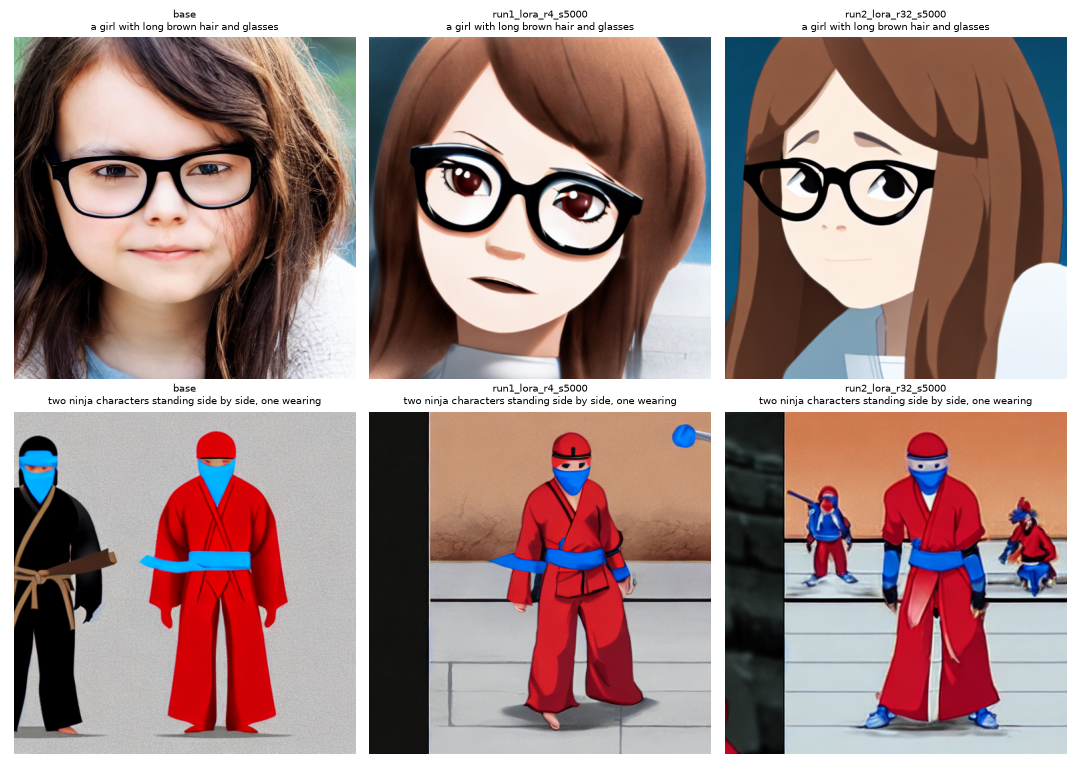 base
a girl with long brown hair and glasses
run1_lora_r4_s5000
a girl with long brown hair and glasses
run2_lora_r32_s5000
a girl with long brown hair and glasses
base
two ninja characters standing side by side, one wearing
run1_lora_r4_s5000
two ninja characters standing side by side, one wearing
run2_lora_r32_s5000
two ninja characters standing side by side, one wearing